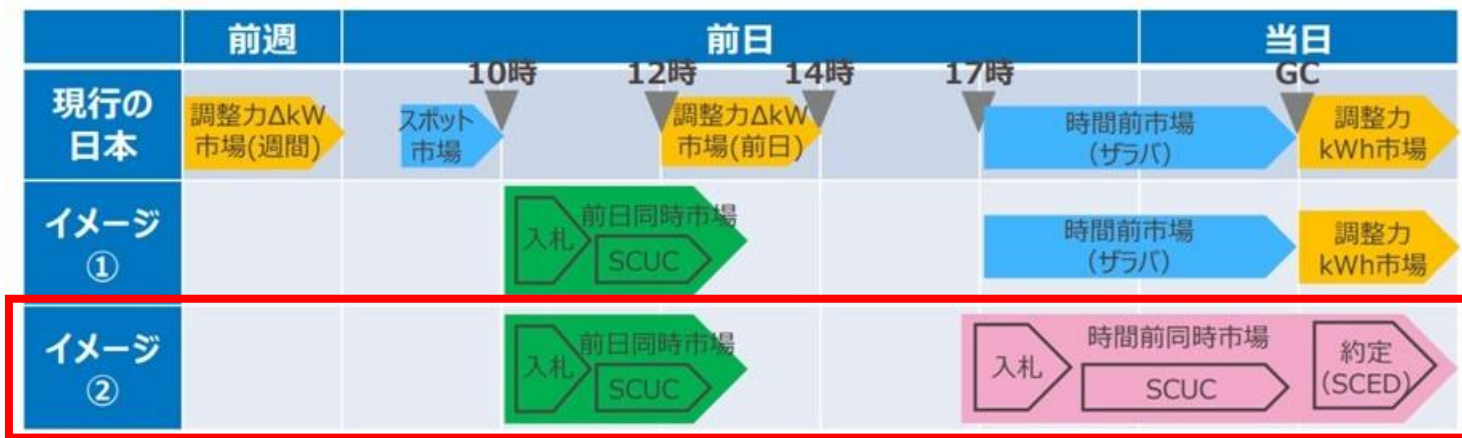 前週
前日
当日
10時
12時
14時
17時
GC
現行の
日本
調整力ΔkW
市場(週間)
スポット
市場
調整力ΔkW
市場(前日)
時間前市場
(ザラバ)
調整力
kWh市場
イメージ
①
入札
前日同時市場
SCUC
時間前市場
(ザラバ)
調整力
kWh市場
イメージ
②
入札
前日同時市場
SCUC
入札
時間前同時市場
SCUC
約定
(SCED)